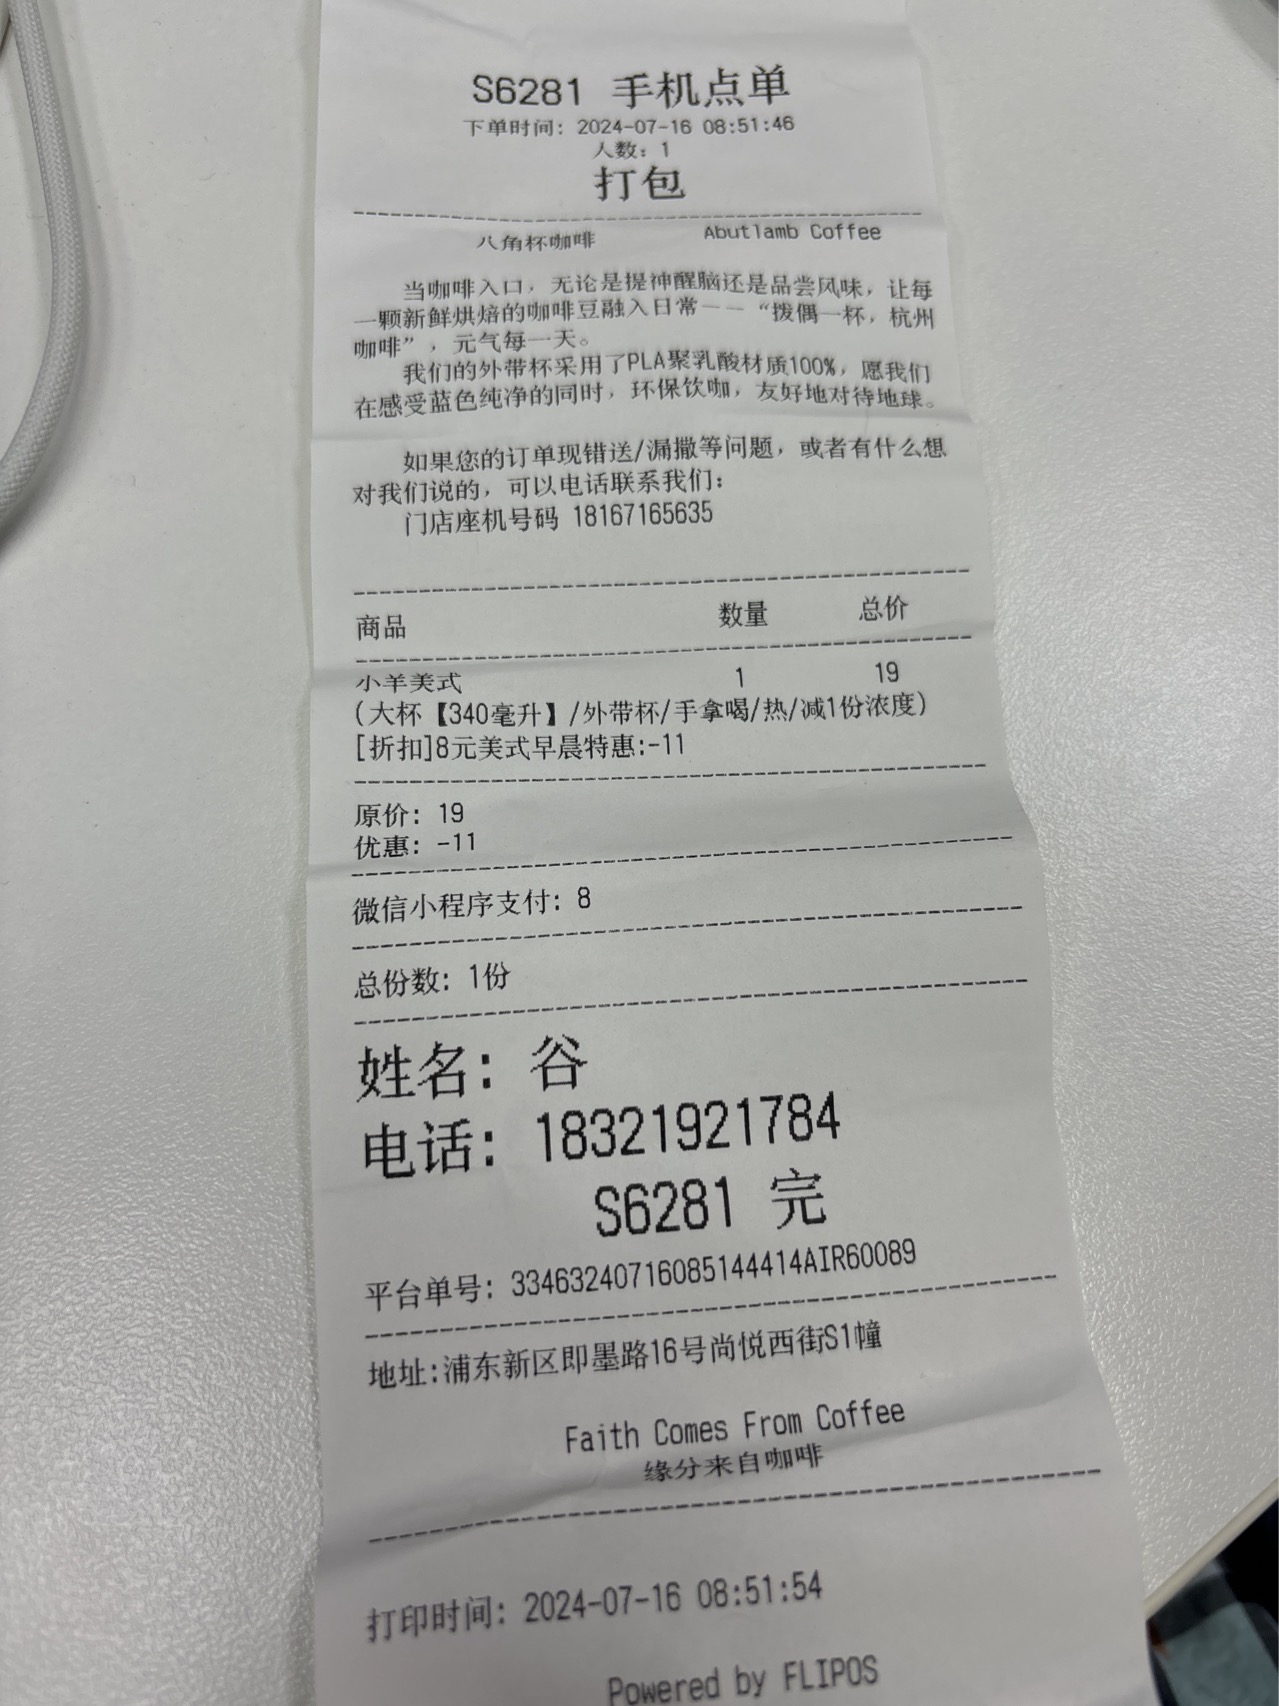 S6281 手机点单
下单时间: 2024-07-16 08:51:46
人数: 1
打包
八角杯咖啡 Abutlamb Coffee
当咖啡入口，无论是提神醒脑还是品尝风味，让每
一颗新鲜烘焙的咖啡豆融入日常——“拨偶一杯，杭州
咖啡”，元气每一天。
我们的外带杯采用了PLA聚乳酸材质100%，愿我们
在感受蓝色纯净的同时，环保饮咖，友好地对待地球。
如果您的订单现错送/漏撒等问题，或者有什么想
对我们说的，可以电话联系我们：
门店座机号码 18167165635
商品 数量 总价
小羊美式 1 19
(大杯【340毫升】/外带杯/手拿喝/热/减1份浓度)
[折扣]8元美式早晨特惠:-11
原价: 19
优惠: -11
微信小程序支付: 8
总份数: 1份
姓名: 谷
电话: 18321921784
S6281 完
平台单号: 33463240716085144414AIR60089
地址:浦东新区即墨路16号尚悦西街S1幢
Faith Comes From Coffee
缘分来自咖啡
打印时间: 2024-07-16 08:51:54
Powered by FLIPOS